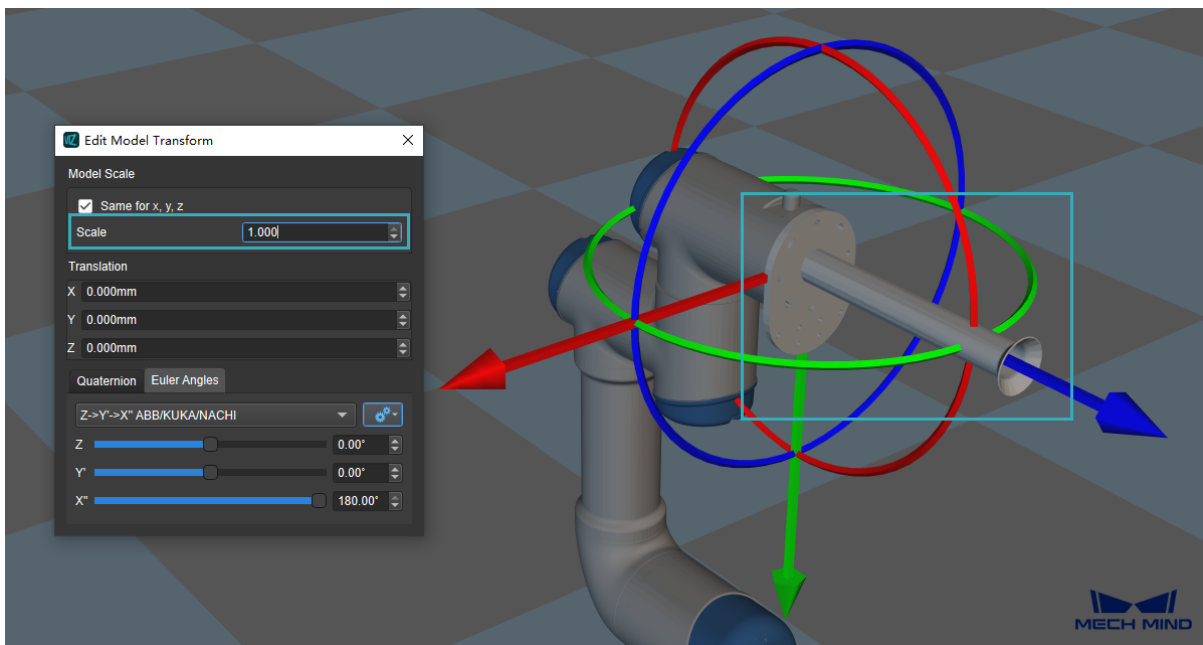 Edit Model Transform
Model Scale
Same for x, y, z
Scale 1.000
Translation
X 0.000mm
Y 0.000mm
Z 0.000mm
Quaternion Euler Angles
Z->Y'->X" ABB/KUKA/NACHI
Z 0.00°
Y' 0.00°
X" 180.00°
MECH MIND